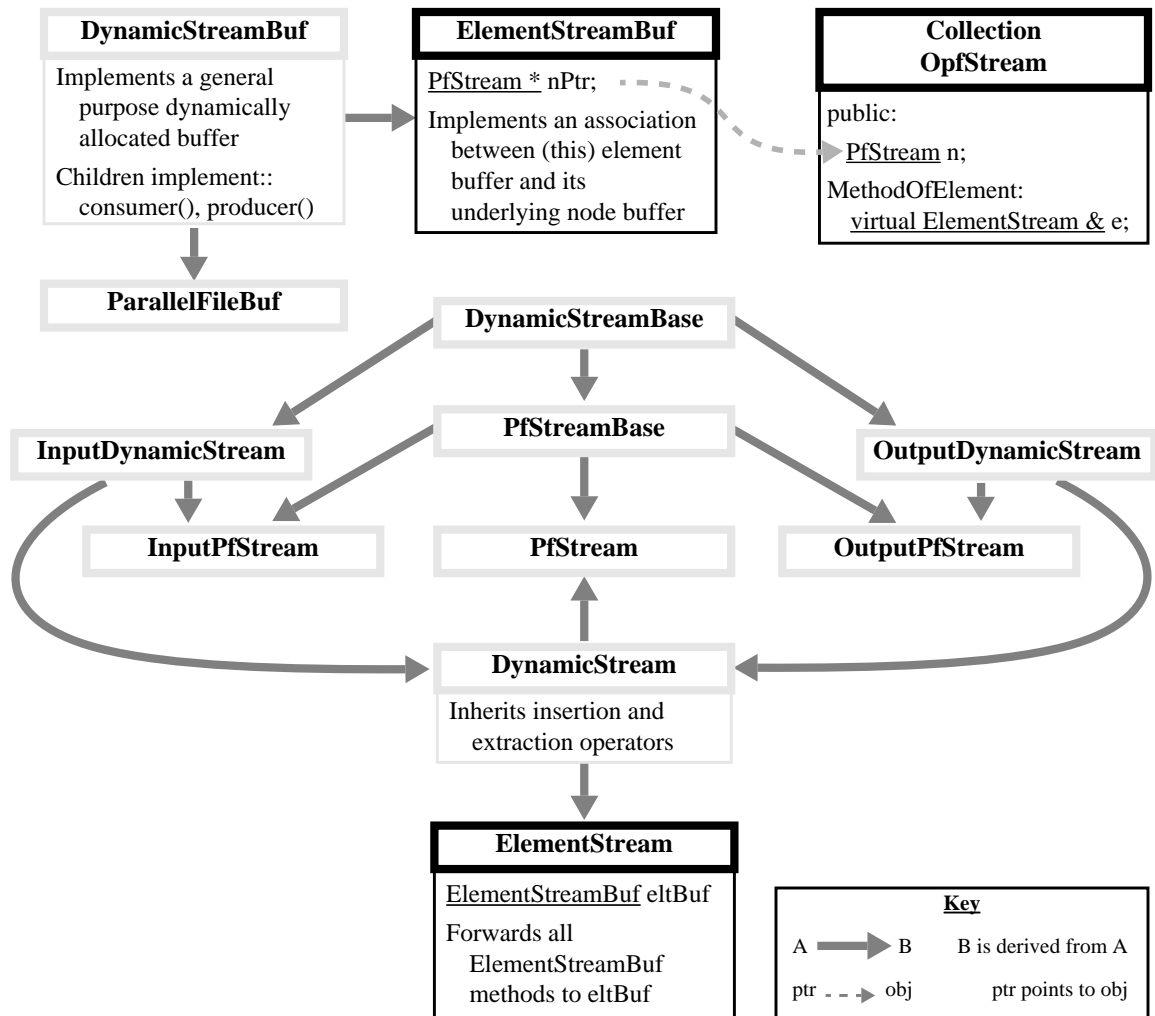 DynamicStreamBuf
Implements a general
purpose dynamically
allocated buffer
Children implement::
consumer(), producer()
ElementStreamBuf
PfStream * nPtr;
Implements an association
between (this) element
buffer and its
underlying node buffer
Collection
OpfStream
public:
PfStream n;
MethodOfElement:
virtual ElementStream & e;
ParallelFileBuf
DynamicStreamBase
InputDynamicStream
PfStreamBase
OutputDynamicStream
InputPfStream
PfStream
OutputPfStream
DynamicStream
Inherits insertion and
extraction operators
ElementStream
ElementStreamBuf eltBuf
Forwards all
ElementStreamBuf
methods to eltBuf
Key
A B B is derived from A
ptr obj ptr points to obj